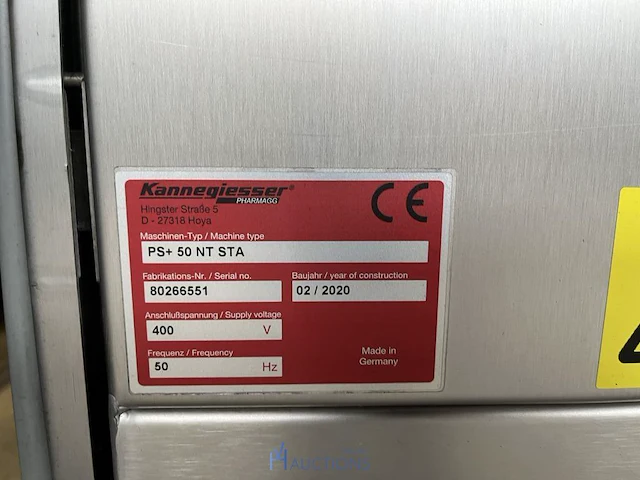 Kannegiesser®
PHARMAGG
Hingster Straße 5
D - 27318 Hoya
CE
Maschinen-Typ / Machine type
PS+ 50 NT STA
Fabrikations-Nr. / Serial no.
80266551
Baujahr / year of construction
02 / 2020
Anschlußspannung / Supply voltage
400 V
Frequenz / Frequency
50 Hz
Made in
Germany